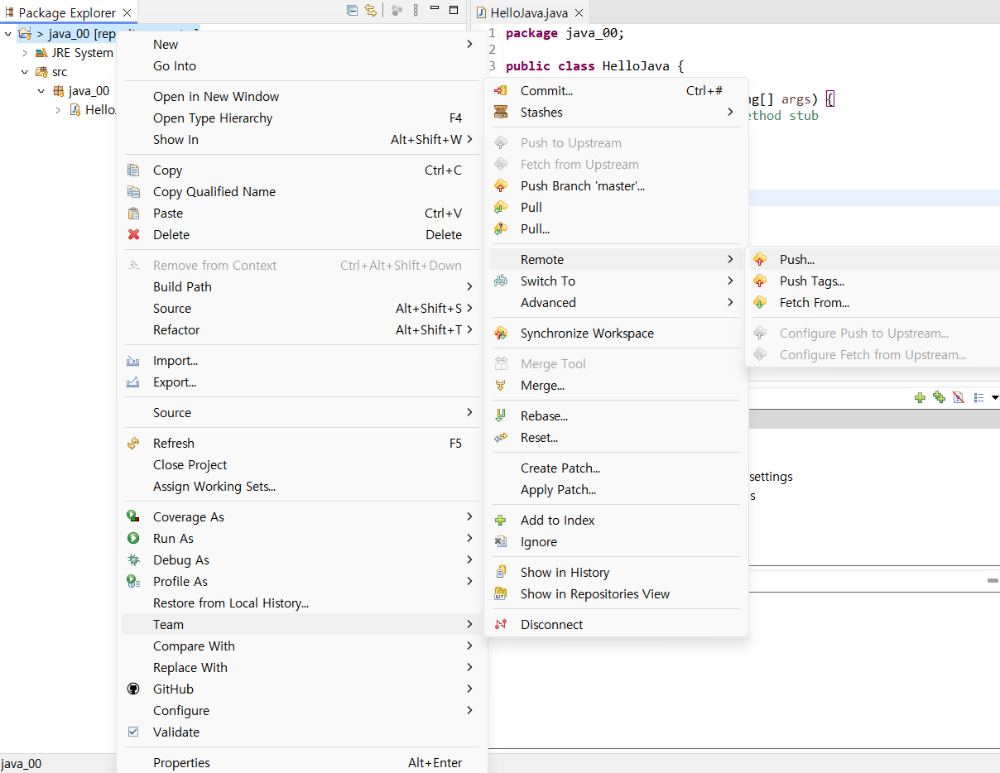 Package Explorer
HelloJava.java
> java_00 [rep
JRE System
src
java_00
Hello
1 package java_00;
2
3 public class HelloJava {
ng[] args) {
ethod stub
New
Go Into
Open in New Window
Open Type Hierarchy F4
Show In Alt+Shift+W
Copy Ctrl+C
Copy Qualified Name
Paste Ctrl+V
Delete Delete
Remove from Context Ctrl+Alt+Shift+Down
Build Path
Source Alt+Shift+S
Refactor Alt+Shift+T
Import...
Export...
Source
Refresh F5
Close Project
Assign Working Sets...
Coverage As
Run As
Debug As
Profile As
Restore from Local History...
Team
Compare With
Replace With
GitHub
Configure
Validate
Properties Alt+Enter
Commit... Ctrl+#
Stashes
Push to Upstream
Fetch from Upstream
Push Branch 'master'...
Pull
Pull...
Remote
Switch To
Advanced
Synchronize Workspace
Merge Tool
Merge...
Rebase...
Reset...
Create Patch...
Apply Patch...
Add to Index
Ignore
Show in History
Show in Repositories View
Disconnect
Push...
Push Tags...
Fetch From...
Configure Push to Upstream...
Configure Fetch from Upstream...
settings
s
java_00